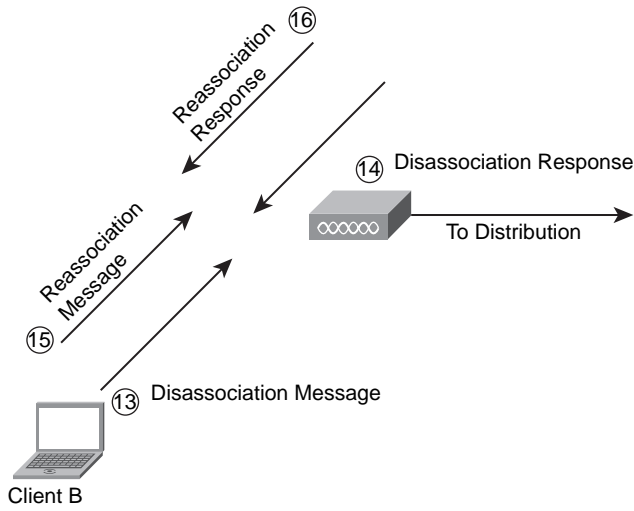 16
Reassociation
Response
14 Disassociation Response
To Distribution
Reassociation
Message
15
13 Disassociation Message
Client B